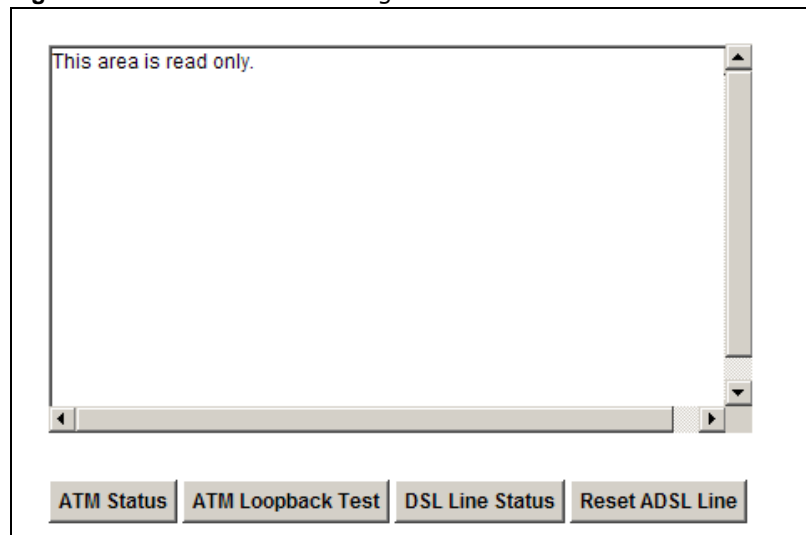 This area is read only.
ATM Status ATM Loopback Test DSL Line Status Reset ADSL Line